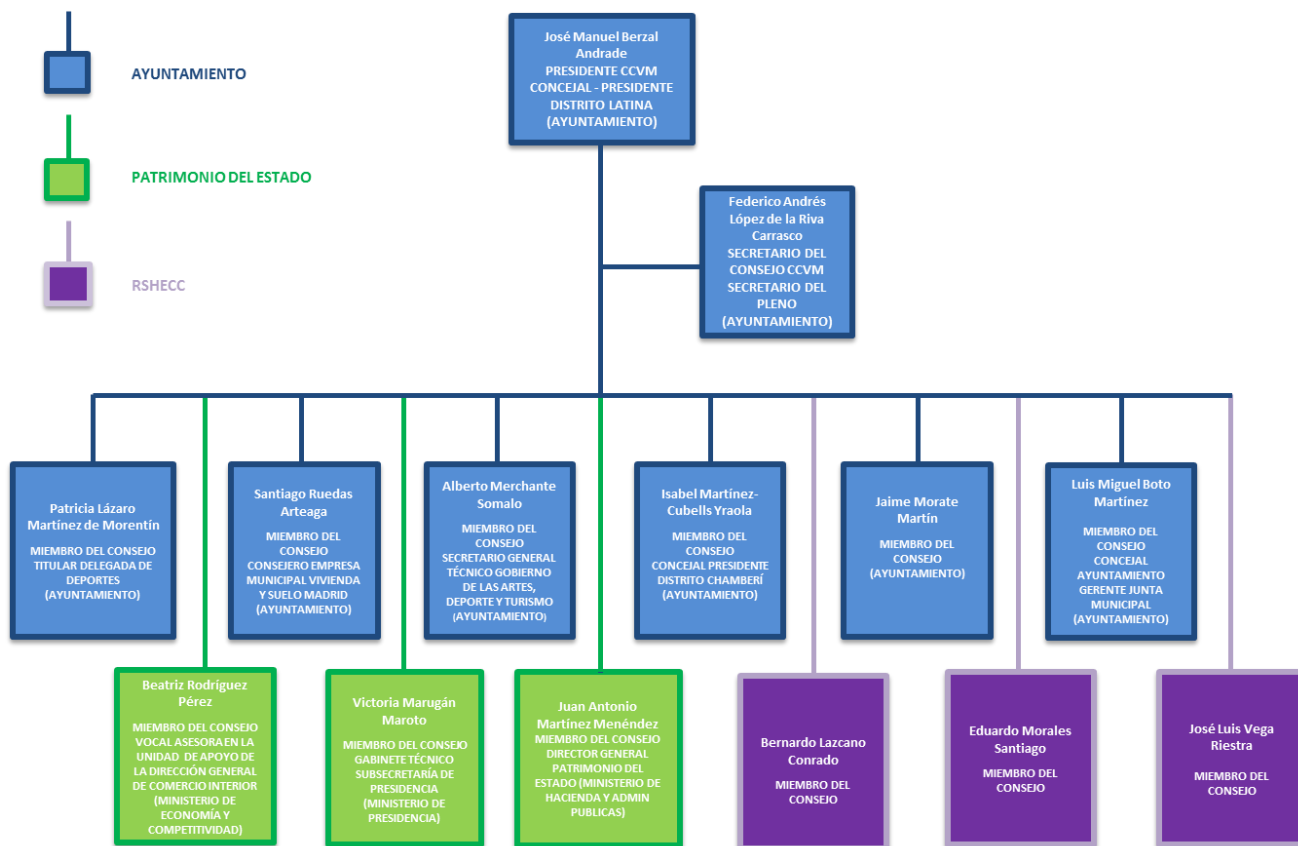 AYUNTAMIENTO
PATRIMONIO DEL ESTADO
RSHECC
José Manuel Berzal
Andrade
PRESIDENTE CCVM
CONCEJAL - PRESIDENTE
DISTRITO LATINA
(AYUNTAMIENTO)
Federico Andrés
López de la Riva
Carrasco
SECRETARIO DEL
CONSEJO CCVM
SECRETARIO DEL
PLENO
(AYUNTAMIENTO)
Patricia Lázaro
Martínez de Morentín
MIEMBRO DEL CONSEJO
TITULAR DELEGADA DE
DEPORTES
(AYUNTAMIENTO)
Santiago Ruedas
Arteaga
MIEMBRO DEL
CONSEJO
CONSEJERO EMPRESA
MUNICIPAL VIVIENDA
Y SUELO MADRID
(AYUNTAMIENTO)
Alberto Merchante
Somalo
MIEMBRO DEL
CONSEJO
SECRETARIO GENERAL
TÉCNICO GOBIERNO
DE LAS ARTES,
DEPORTE Y TURISMO
(AYUNTAMIENTO)
Isabel Martínez-
Cubells Yraola
MIEMBRO DEL
CONSEJO
CONCEJAL PRESIDENTE
DISTRITO CHAMBERÍ
(AYUNTAMIENTO)
Jaime Morate
Martín
MIEMBRO DEL
CONSEJO
(AYUNTAMIENTO)
Luis Miguel Boto
Martínez
MIEMBRO DEL
CONSEJO
CONCEJAL
AYUNTAMIENTO
GERENTE JUNTA
MUNICIPAL
(AYUNTAMIENTO)
Beatriz Rodríguez
Pérez
MIEMBRO DEL CONSEJO
VOCAL ASESORA EN LA
UNIDAD DE APOYO DE
LA DIRECCIÓN GENERAL
DE COMERCIO INTERIOR
(MINISTERIO DE
ECONOMÍA Y
COMPETITIVIDAD)
Victoria Marugán
Maroto
MIEMBRO DEL CONSEJO
GABINETE TÉCNICO
SUBSECRETARÍA DE
PRESIDENCIA
(MINISTERIO DE
PRESIDENCIA)
Juan Antonio
Martínez Menéndez
MIEMBRO DEL CONSEJO
DIRECTOR GENERAL
PATRIMONIO DEL
ESTADO (MINISTERIO DE
HACIENDA Y ADMIN
PUBLICAS)
Bernardo Lazcano
Conrado
MIEMBRO DEL
CONSEJO
Eduardo Morales
Santiago
MIEMBRO DEL
CONSEJO
José Luis Vega
Riestra
MIEMBRO DEL
CONSEJO